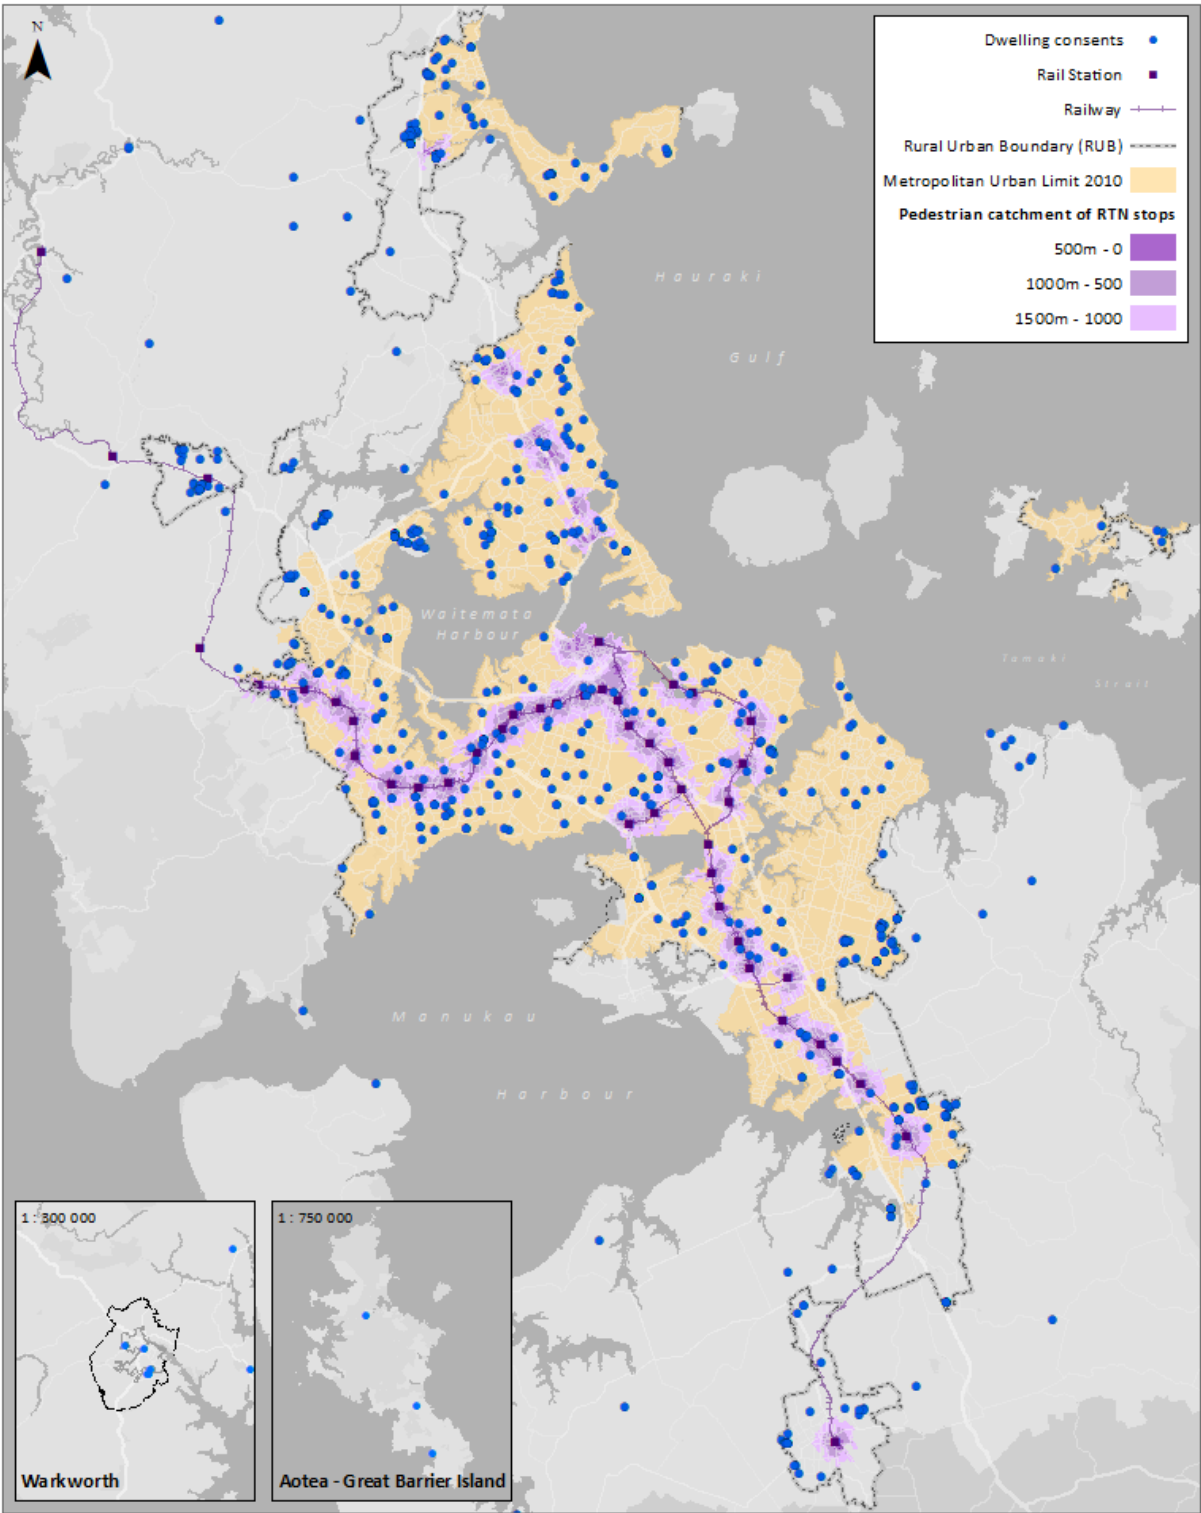 N
Dwelling consents
Rail Station
Railway
Rural Urban Boundary (RUB)
Metropolitan Urban Limit 2010
Pedestrian catchment of RTN stops
500m - 0
1000m - 500
1500m - 1000
Hauraki
Gulf
Waitemata
Harbour
Tamaki
Strait
Manukau
Harbour
1 : 300 000
Warkworth
1 : 750 000
Aotea - Great Barrier Island